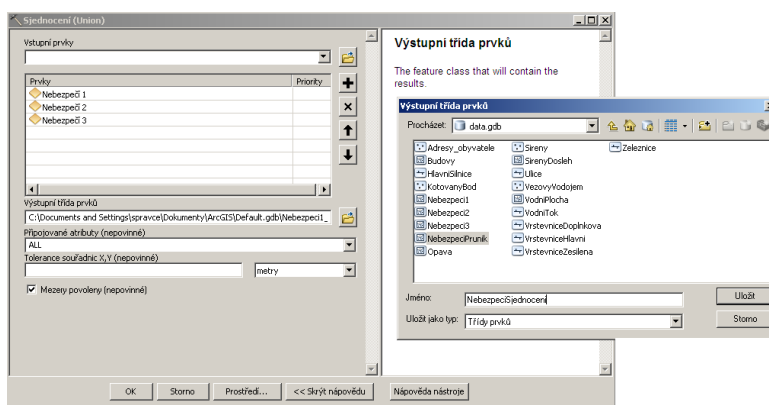 Sjednocení (Union)
Vstupní prvky
Prvky Priority
Nebezpečí 1
Nebezpečí 2
Nebezpečí 3
Výstupní třída prvků
C:\Documents and Settings\spravce\Dokumenty\ArcGIS\Default.gdb\Nebezpeci1_
Připojované atributy (nepovinné)
ALL
Tolerance souřadnic X,Y (nepovinné)
metry
Mezery povoleny (nepovinné)
OK Storno Prostředí... << Skrýt nápovědu Nápověda nástroje
Výstupní třída prvků
The feature class that will contain the
results.
Výstupní třída prvků
Procházet: data.gdb
Adresy_obyvatele Sireny Zeleznice
Budovy SirenyDosleh
HlavniSilnice Ulice
KotovanyBod VezovyVodojem
Nebezpeci1 VodniPlocha
Nebezpeci2 VodniTok
Nebezpeci3 VrstevniceDoplnkova
NebezpeciPrunik VrstevniceHlavni
Opava VrstevniceZesilena
Jméno: NebezpeciSjednoceni Uložit
Uložit jako typ: Třídy prvků Storno